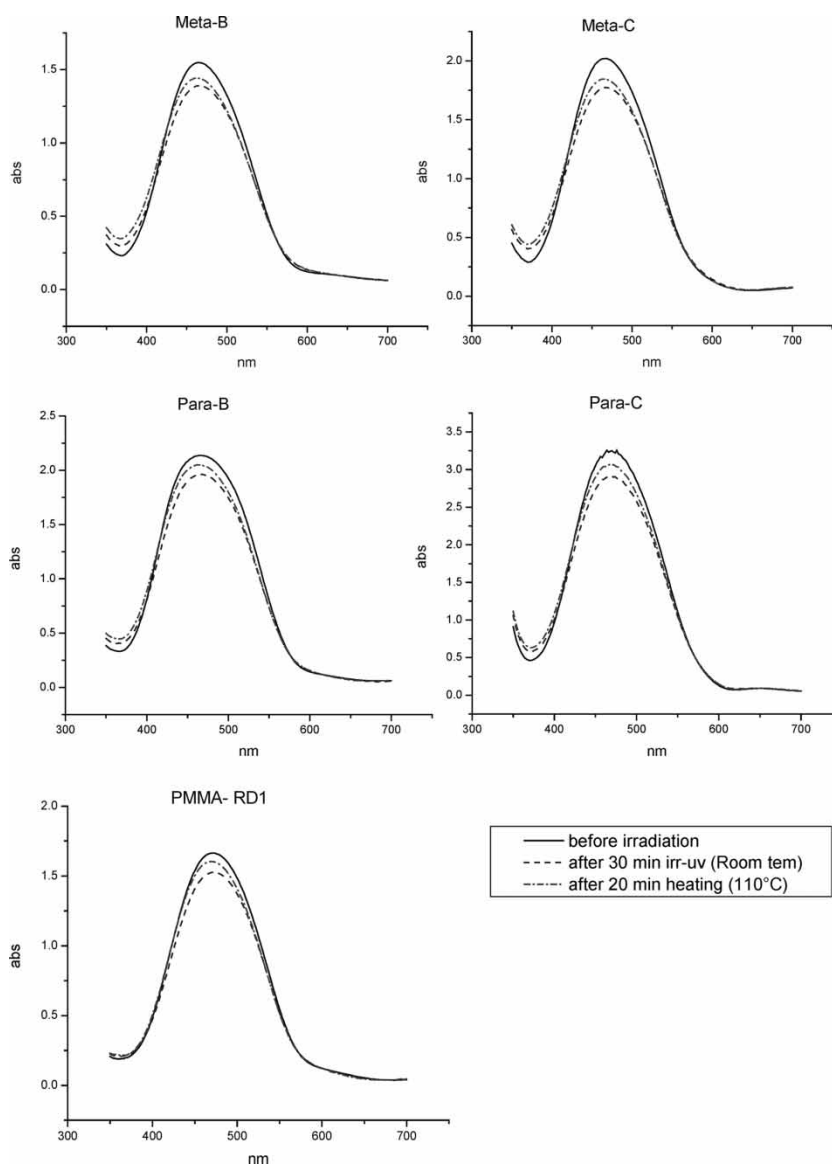 Meta-B
1.5
1.0
0.5
0.0
abs
300
400
500
600
700
nm
Meta-C
2.0
1.5
1.0
0.5
0.0
abs
300
400
500
600
700
nm
Para-B
2.5
2.0
1.5
1.0
0.5
0.0
abs
300
400
500
600
700
nm
Para-C
3.5
3.0
2.5
2.0
1.5
1.0
0.5
0.0
abs
300
400
500
600
700
nm
PMMA- RD1
2.0
1.5
1.0
0.5
0.0
abs
300
400
500
600
700
nm
before irradiation
after 30 min irr-uv (Room tem)
after 20 min heating (110°C)